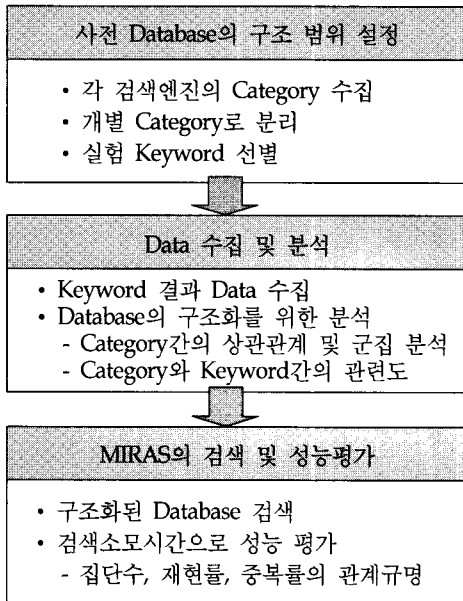 사전 Database의 구조 범위 설정
• 각 검색엔진의 Category 수집
• 개별 Category로 분리
• 실험 Keyword 선별
Data 수집 및 분석
• Keyword 결과 Data 수집
• Database의 구조화를 위한 분석
- Category간의 상관관계 및 군집 분석
- Category와 Keyword간의 관련도
MIRAS의 검색 및 성능평가
• 구조화된 Database 검색
• 검색소모시간으로 성능 평가
- 집단수, 재현률, 중복률의 관계규명